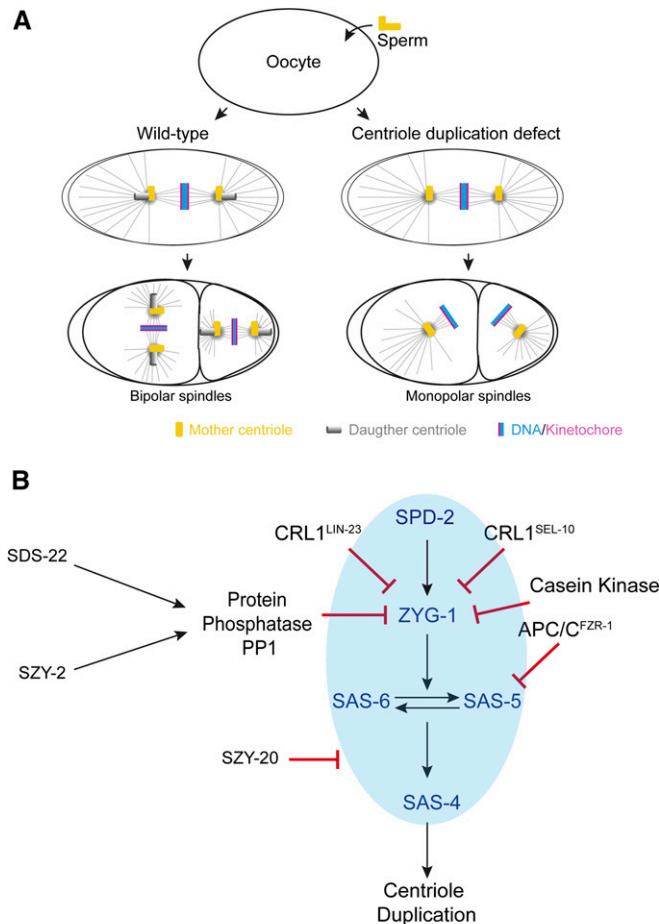 A
Sperm
Oocyte
Wild-type
Centriole duplication defect
Bipolar spindles
Monopolar spindles
Mother centriole
Daugther centriole
DNA/Kinetochore
B
SPD-2
CRL1LIN-23
CRL1SEL-10
SDS-22
Casein Kinase
Protein
Phosphatase
PP1
ZYG-1
APC/CFZR-1
SZY-2
SAS-6
SAS-5
SZY-20
SAS-4
Centriole
Duplication